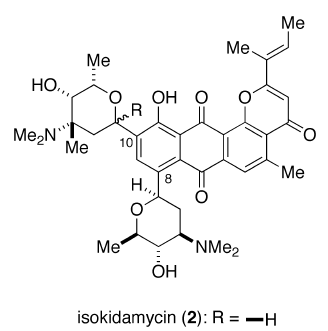 Me
Me
Me
R
HO
O
OH
O
O
Me2N
Me
10
O
H
8
O
Me
O
Me
NMe2
OH
isokidamycin (2): R = ━H